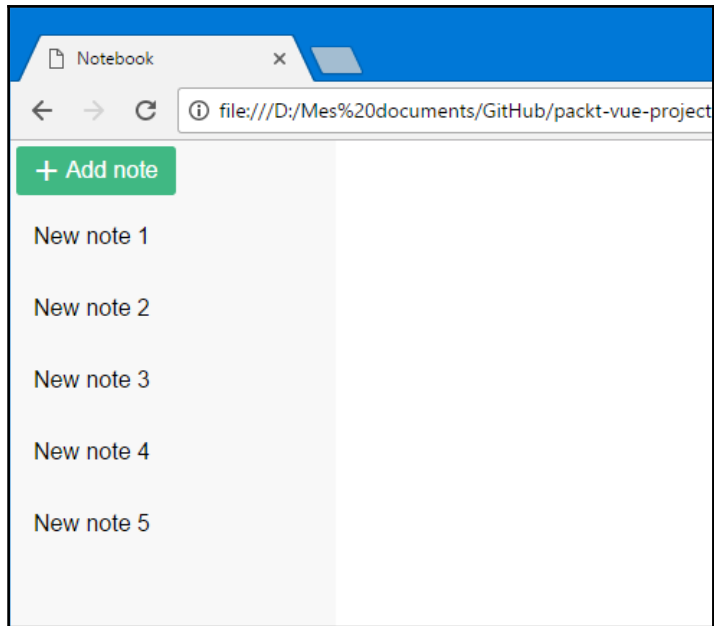 Notebook
file:///D:/Mes%20documents/GitHub/packt-vue-project
Add note
New note 1
New note 2
New note 3
New note 4
New note 5